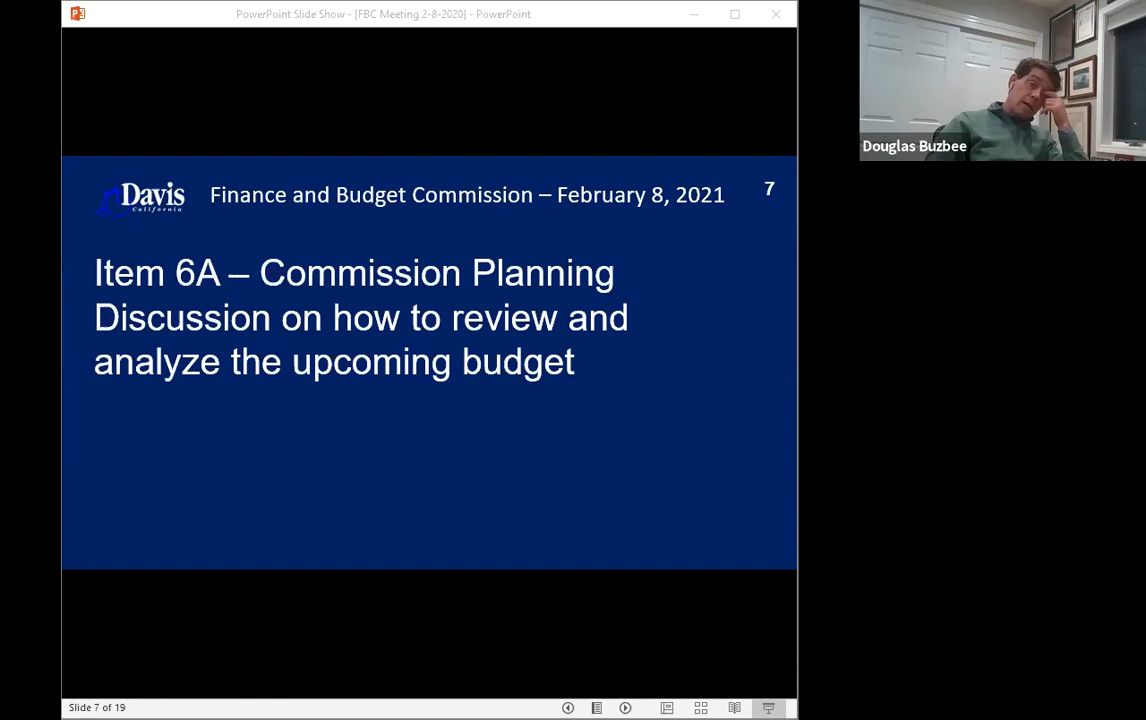 PowerPoint Slide Show - [FBC Meeting 2-8-2020] - PowerPoint
Douglas Buzbee
Davis
California
Finance and Budget Commission – February 8, 2021
7
Item 6A – Commission Planning
Discussion on how to review and
analyze the upcoming budget
Slide 7 of 19